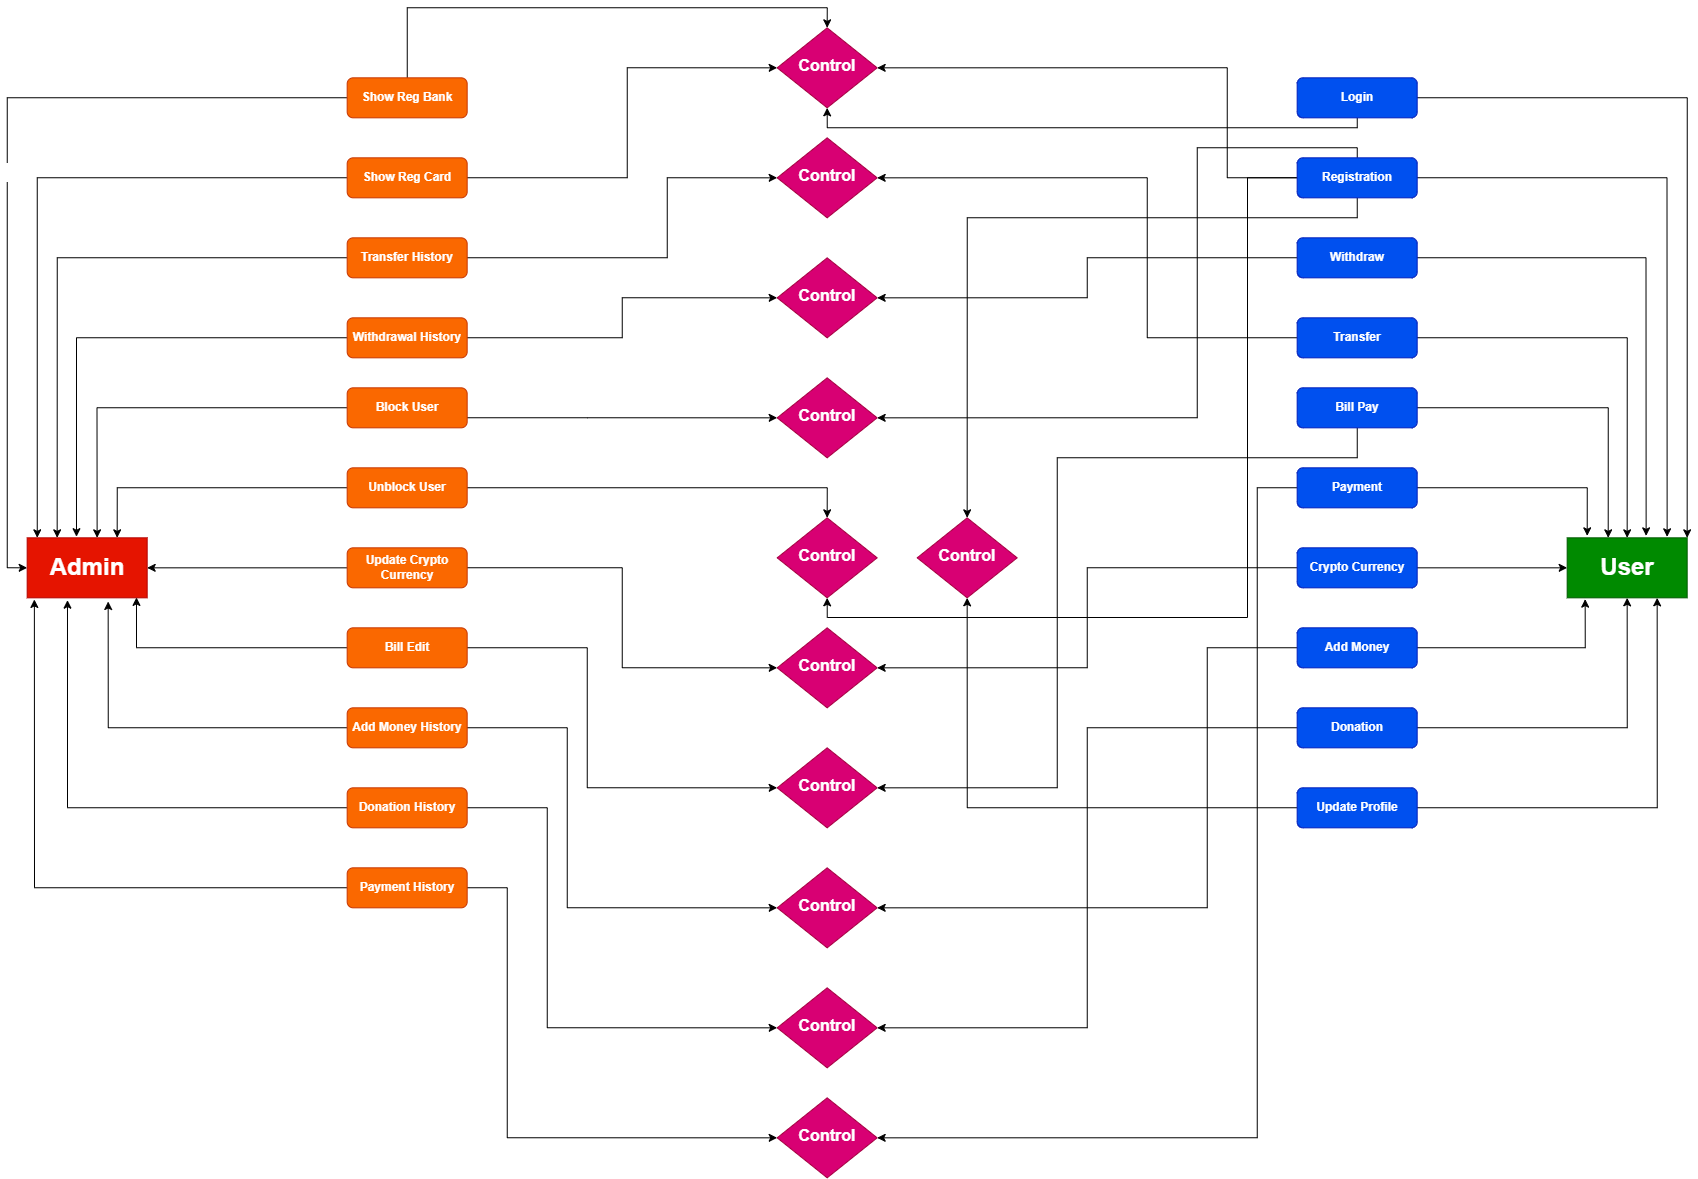 Control
Show Reg Bank
Login
Show Reg Card
Control
Registration
Transfer History
Withdraw
Control
Withdrawal History
Transfer
Block User
Control
Bill Pay
Unblock User
Payment
Admin
Update Crypto
Currency
Control
Control
Crypto Currency
User
Bill Edit
Control
Add Money
Add Money History
Donation
Control
Donation History
Update Profile
Payment History
Control
Control
Control